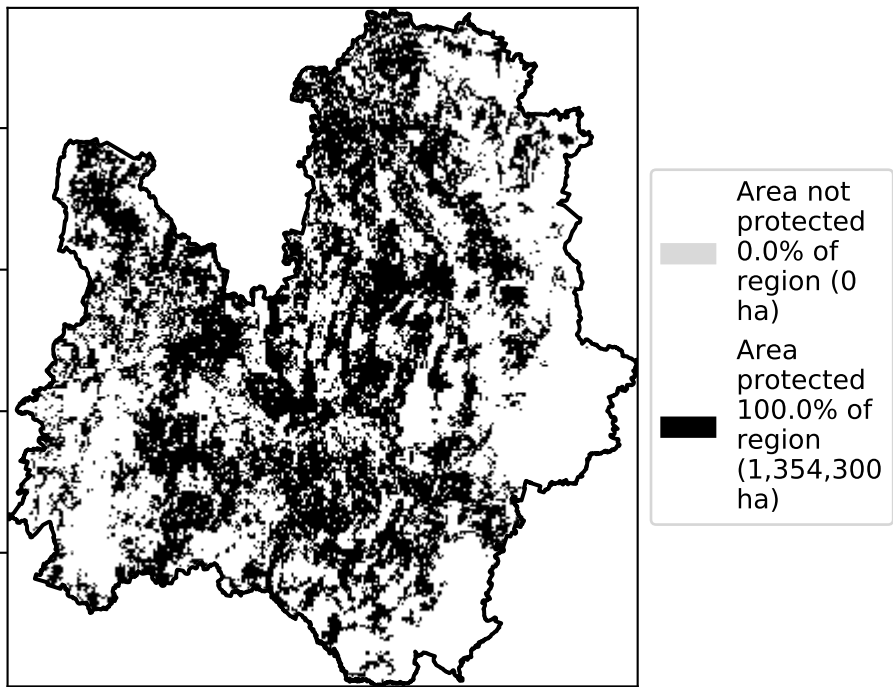 Area not
protected
0.0% of
region (0
ha)
Area
protected
100.0% of
region
(1,354,300
ha)